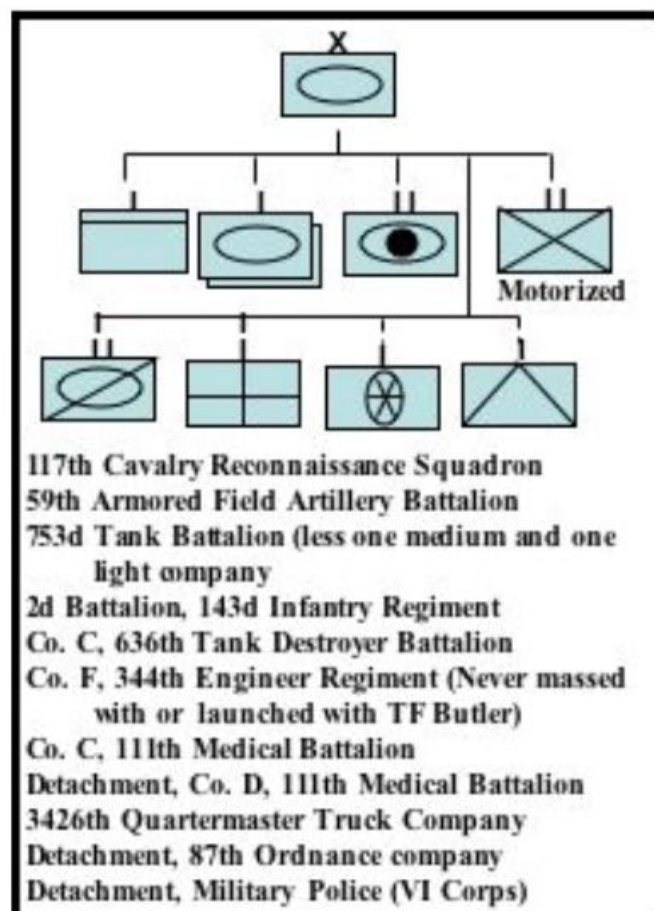 X
Motorized
117th Cavalry Reconnaissance Squadron
59th Armored Field Artillery Battalion
753d Tank Battalion (less one medium and one
light company
2d Battalion, 143d Infantry Regiment
Co. C, 636th Tank Destroyer Battalion
Co. F, 344th Engineer Regiment (Never massed
with or launched with TF Butler)
Co. C, 111th Medical Battalion
Detachment, Co. D, 111th Medical Battalion
3426th Quartermaster Truck Company
Detachment, 87th Ordnance company
Detachment, Military Police (VI Corps)